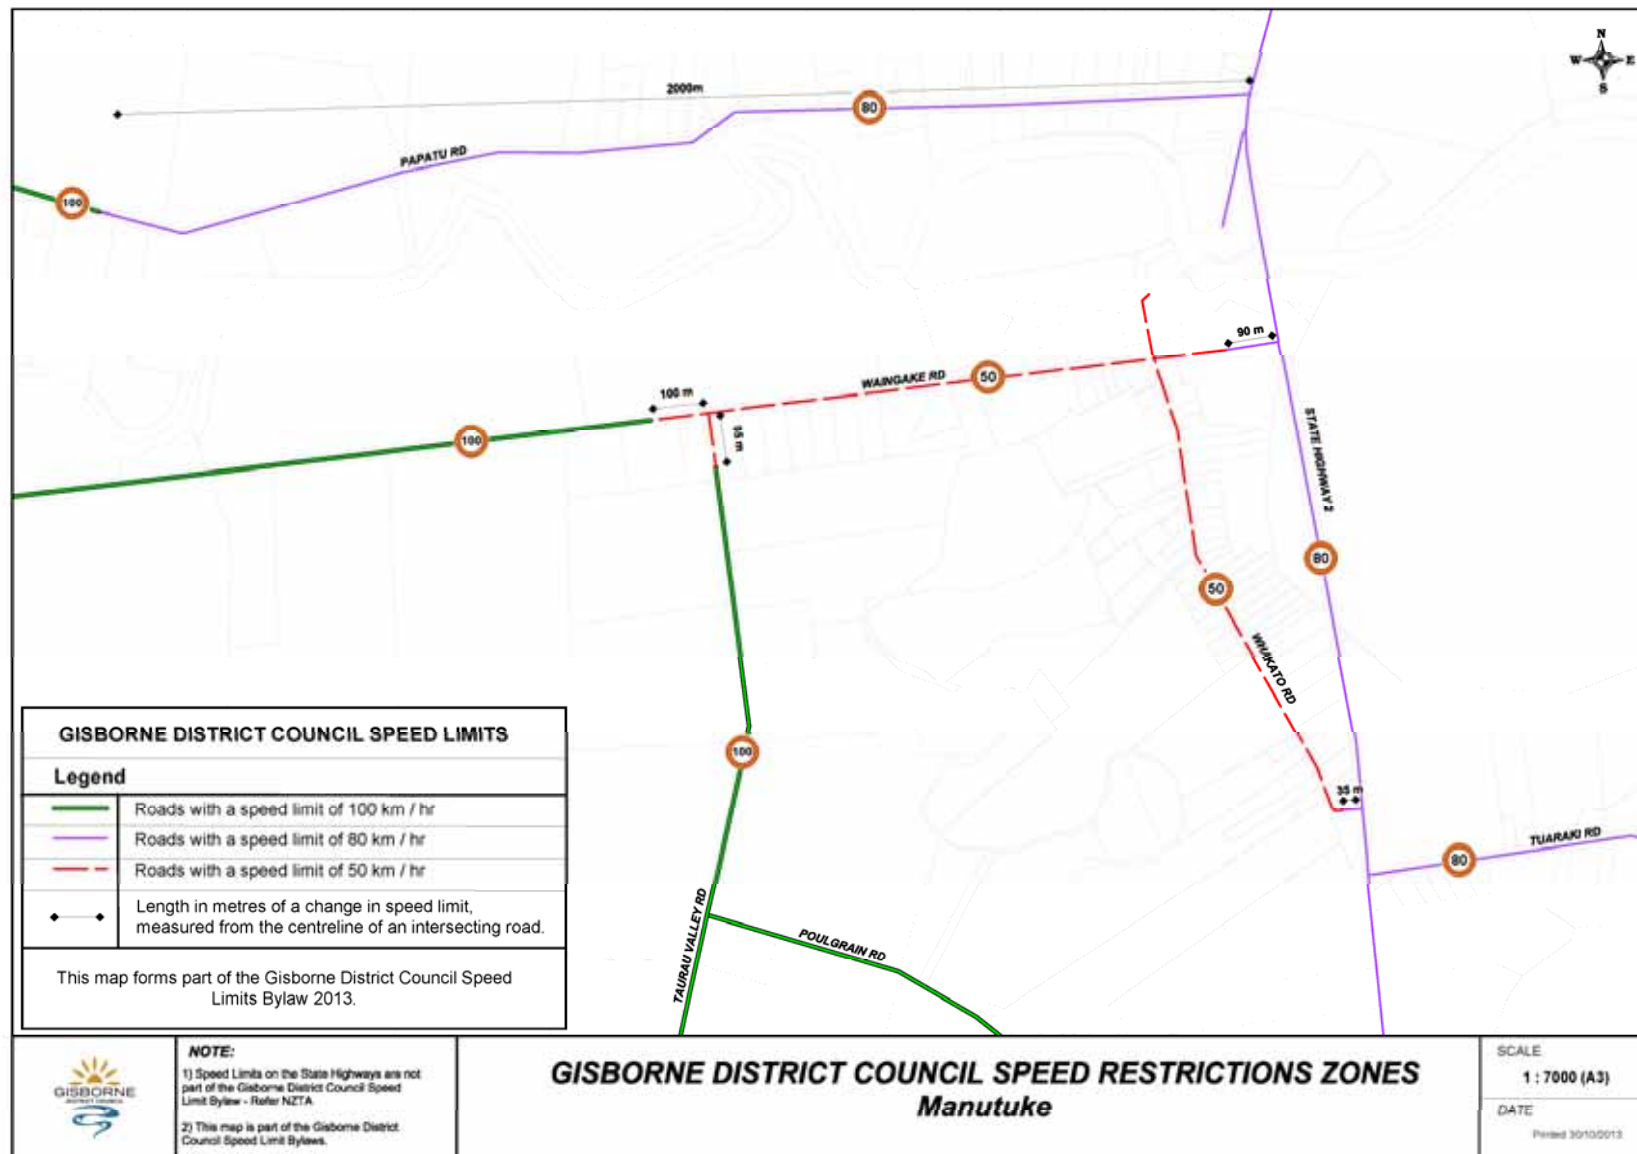 N
W E
S
2000m
80
PAPATU RD
100
90 m
WAINGAKE RD
50
100 m
100
STATE HIGHWAY 2
80
50
WHAKATO RD
100
35 m
TUARAKI RD
80
TAURAU VALLEY RD
POULGRAIN RD
GISBORNE DISTRICT COUNCIL SPEED LIMITS
Legend
Roads with a speed limit of 100 km / hr
Roads with a speed limit of 80 km / hr
Roads with a speed limit of 50 km / hr
Length in metres of a change in speed limit,
measured from the centreline of an intersecting road.
This map forms part of the Gisborne District Council Speed
Limits Bylaw 2013.
GISBORNE
DISTRICT COUNCIL
NOTE:
1) Speed Limits on the State Highways are not
part of the Gisborne District Council Speed
Limit Bylaw - Refer NZTA
2) This map is part of the Gisborne District
Council Speed Limit Bylaws.
GISBORNE DISTRICT COUNCIL SPEED RESTRICTIONS ZONES
Manutuke
SCALE
1 : 7000 (A3)
DATE
Printed 30/10/2013